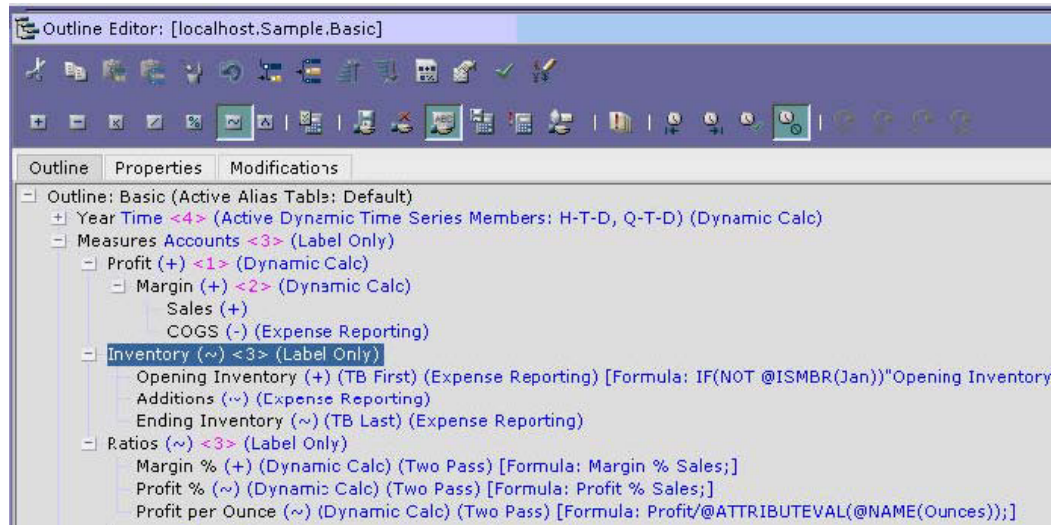 Outline Editor: [localhost.Sample.Basic]
Outline Properties Modifications
Outline: Basic (Active Alias Table: Default)
Year Time <4> (Active Dynamic Time Series Members: H-T-D, Q-T-D) (Dynamic Calc)
Measures Accounts <3> (Label Only)
Profit (+) <1> (Dynamic Calc)
Margin (+) <2> (Dynamic Calc)
Sales (+)
COGS (-) (Expense Reporting)
Inventory (~) <3> (Label Only)
Opening Inventory (+) (TB First) (Expense Reporting) [Formula: IF(NOT @ISMBR(Jan))"Opening Inventory
Additions (~) (Expense Reporting)
Ending Inventory (~) (TB Last) (Expense Reporting)
Ratios (~) <3> (Label Only)
Margin % (+) (Dynamic Calc) (Two Pass) [Formula: Margin % Sales;]
Profit % (~) (Dynamic Calc) (Two Pass) [Formula: Profit % Sales;]
Profit per Ounce (~) (Dynamic Calc) (Two Pass) [Formula: Profit/@ATTRIBUTEVAL(@NAME(Ounces));]